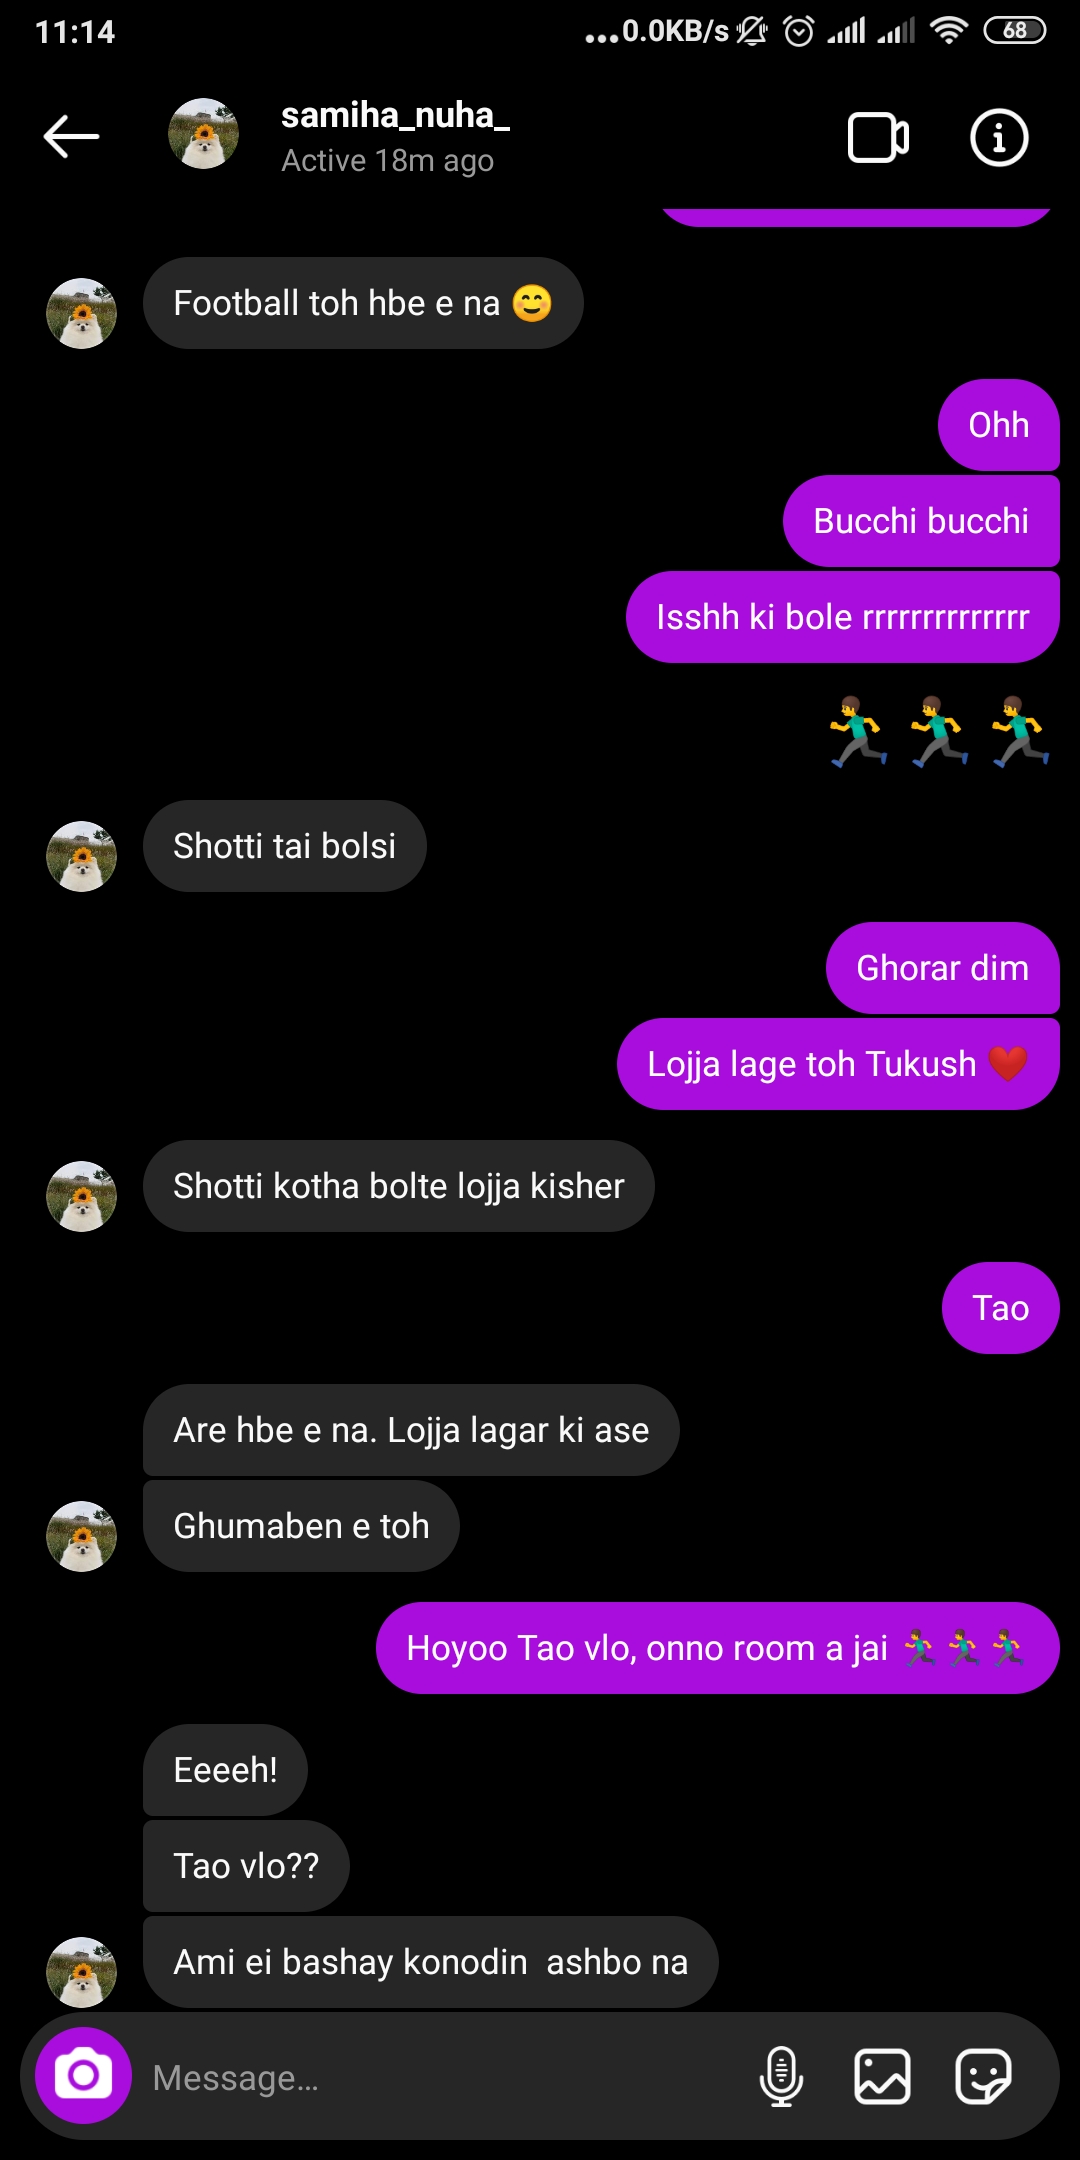 11:14
...0.0KB/s
68
samiha_nuha_
Active 18m ago
Football toh hbe e na 😊
Ohh
Bucchi bucchi
Isshh ki bole rrrrrrrrrrrrrr
🏃‍♂️🏃‍♂️🏃‍♂️
Shotti tai bolsi
Ghorar dim
Lojja lage toh Tukush ❤️
Shotti kotha bolte lojja kisher
Tao
Are hbe e na. Lojja lagar ki ase
Ghumaben e toh
Hoyoo Tao vlo, onno room a jai 🏃‍♂️🏃‍♂️🏃‍♂️
Eeeeh!
Tao vlo??
Ami ei bashay konodin  ashbo na
Message...